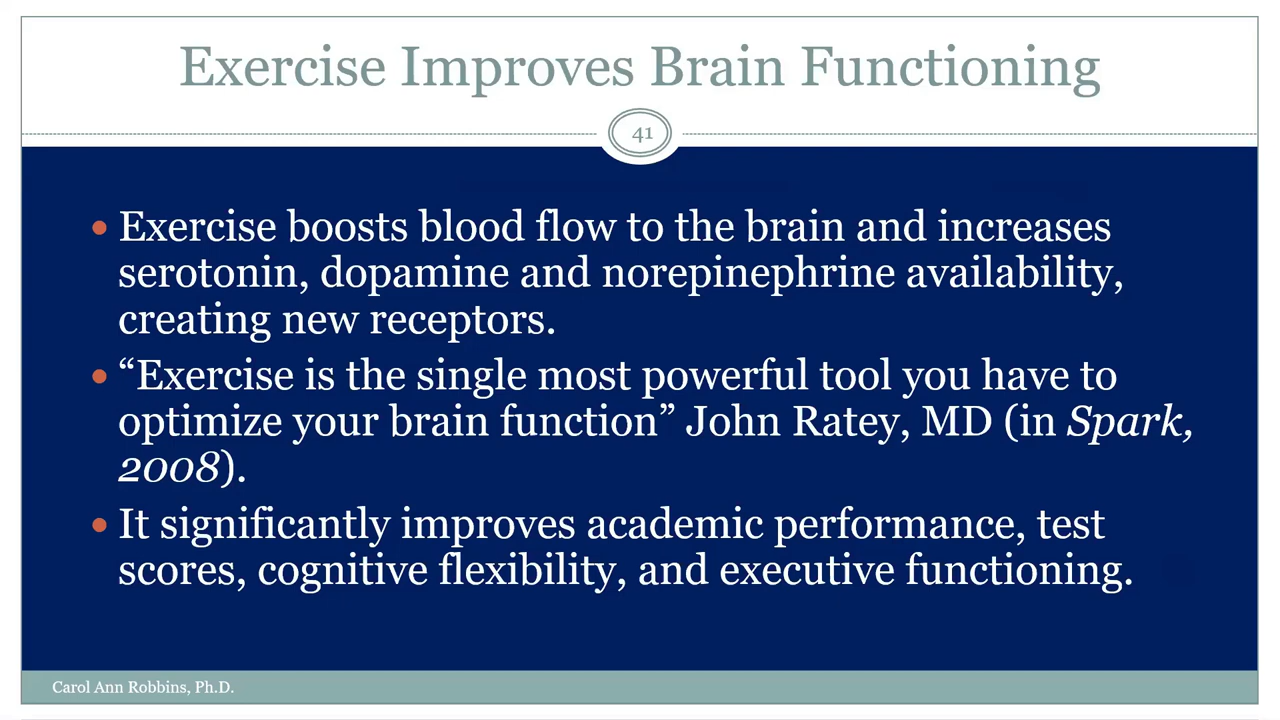 Exercise Improves Brain Functioning
41
• Exercise boosts blood flow to the brain and increases
serotonin, dopamine and norepinephrine availability,
creating new receptors.
• “Exercise is the single most powerful tool you have to
optimize your brain function” John Ratey, MD (in Spark,
2008).
• It significantly improves academic performance, test
scores, cognitive flexibility, and executive functioning.
Carol Ann Robbins, Ph.D.